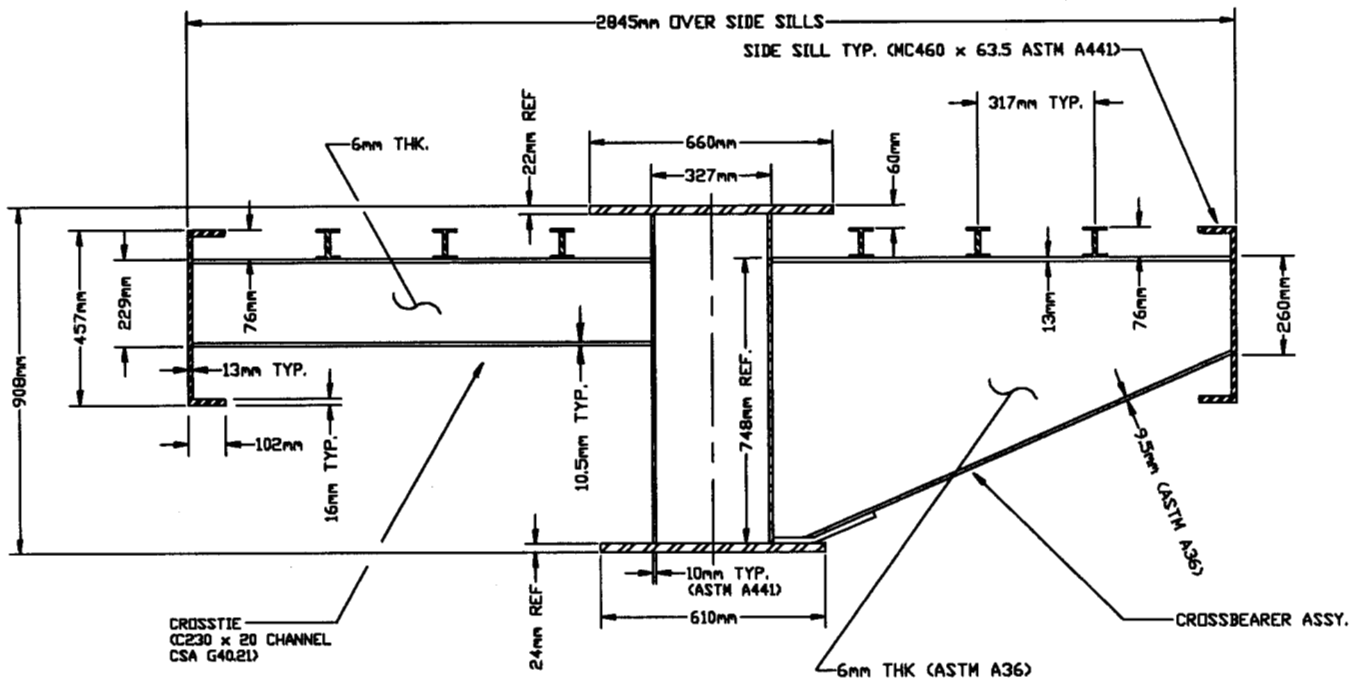 2845mm OVER SIDE SILLS
SIDE SILL TYP. (MC460 x 63.5 ASTM A441)
317mm TYP.
22mm REF
660mm
60mm
6mm THK.
327mm
908mm
457mm
229mm
76mm
13mm
76mm
260mm
13mm TYP.
748mm REF.
102mm
16mm TYP.
10.5mm TYP.
9.5mm (ASTM A36)
10mm TYP.
(ASTM A441)
24mm REF
610mm
CROSSTIE
(C230 x 20 CHANNEL
CSA G40.21)
CROSSBEARER ASSY.
6mm THK (ASTM A36)